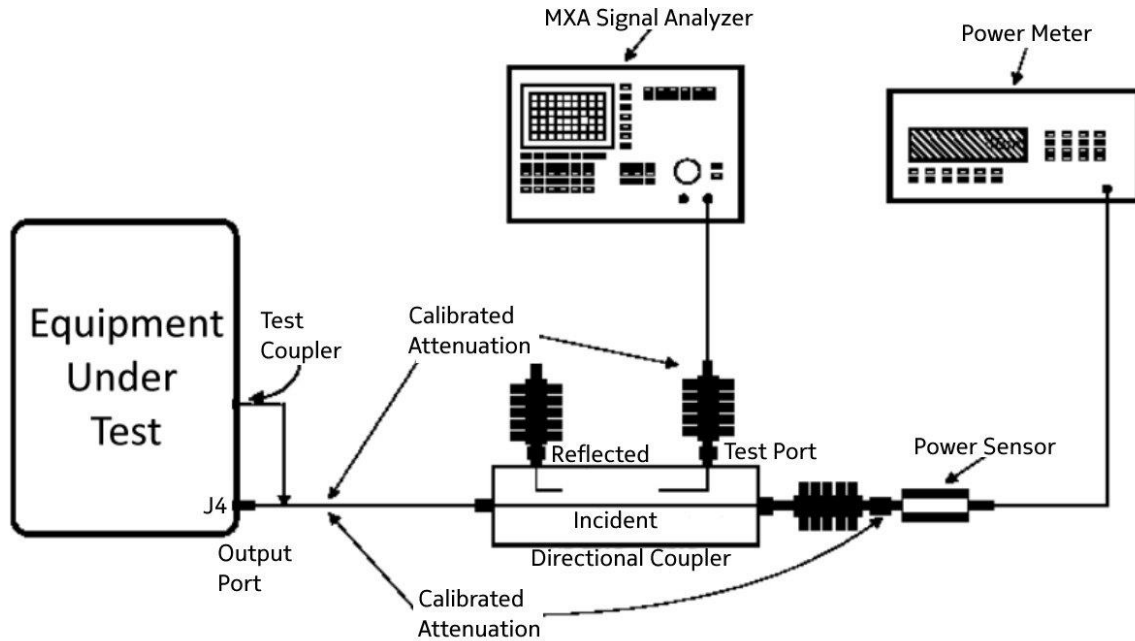 MXA Signal Analyzer
Power Meter
Equipment
Under
Test
Test
Coupler
Calibrated
Attenuation
Reflected
Test Port
Power Sensor
J4
Incident
Output
Port
Directional Coupler
Calibrated
Attenuation